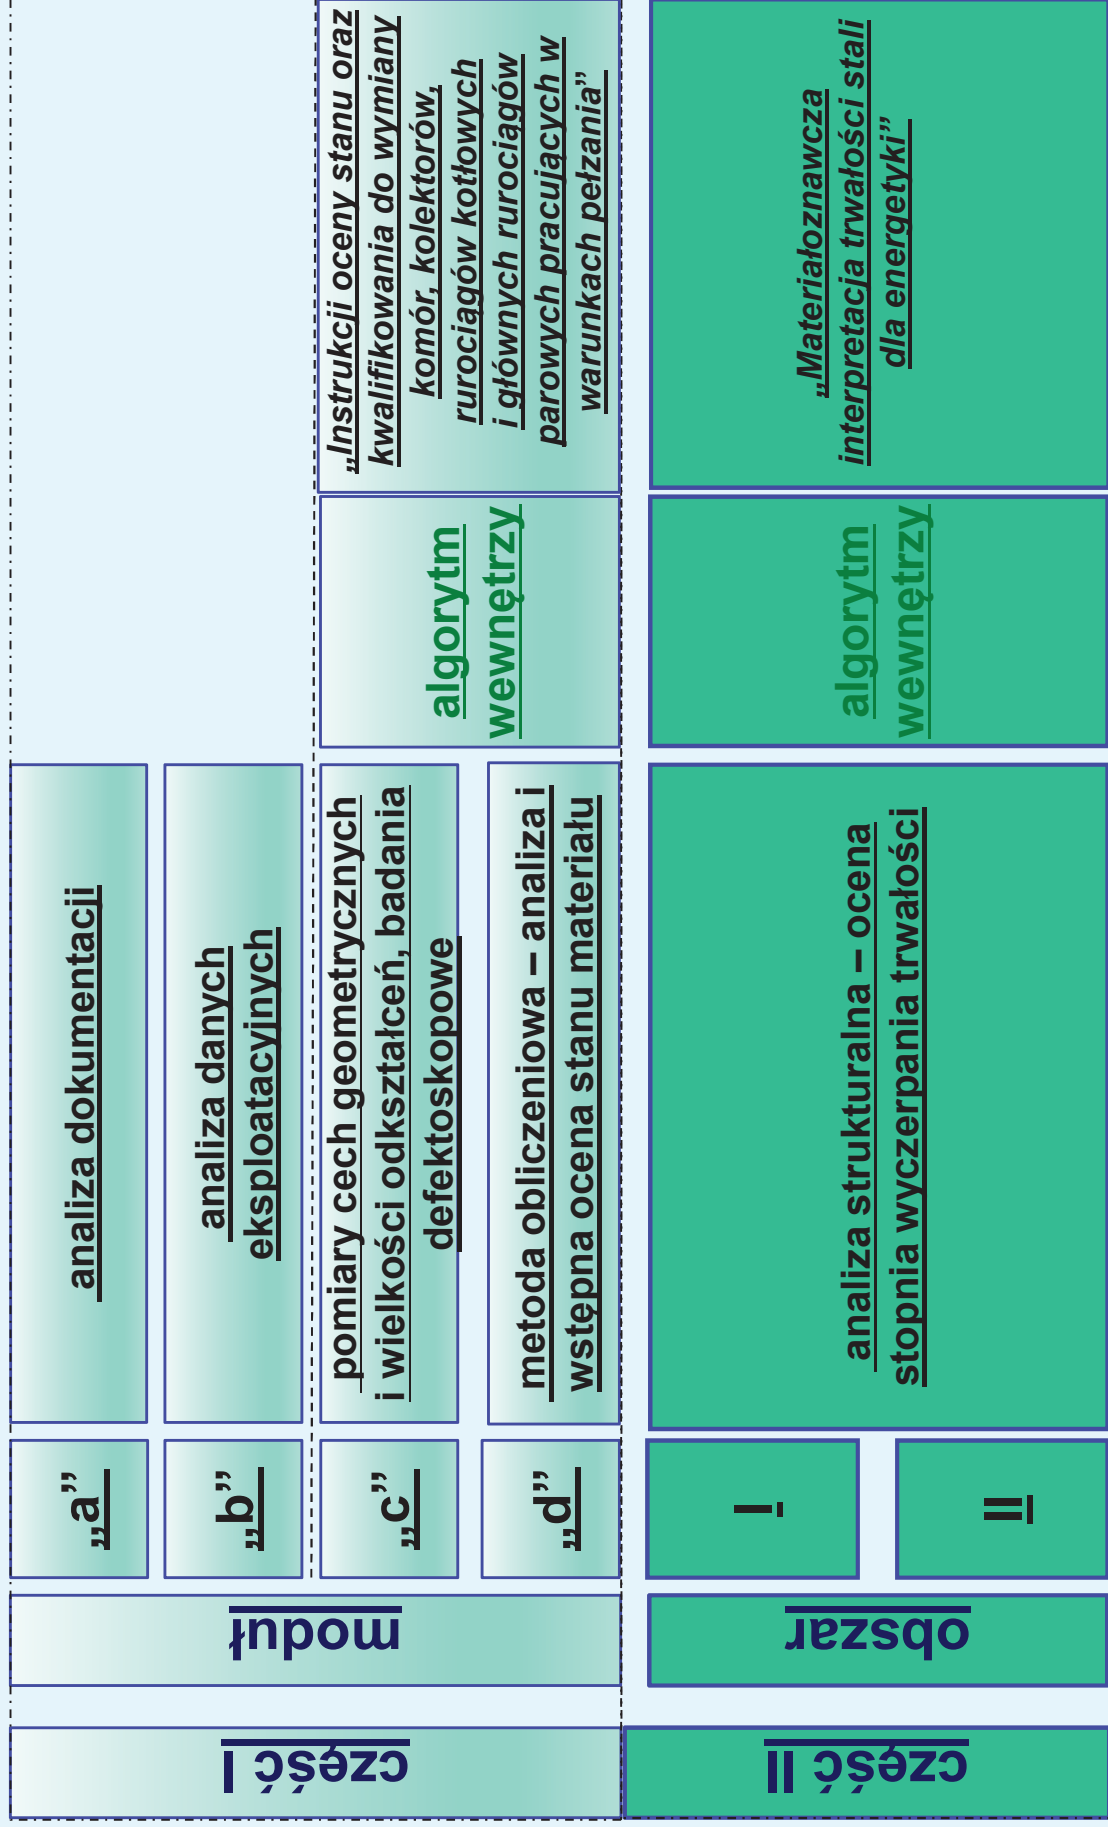 część I
moduł
„a”
analiza dokumentacji
„b”
analiza danych
eksploatacyjnych
„c”
pomiary cech geometrycznych
i wielkości odkształceń, badania
defektoskopowe
„d”
metoda obliczeniowa – analiza i
wstępna ocena stanu materiału
algorytm
wewnętrzy
„Instrukcji oceny stanu oraz
kwalifikowania do wymiany
komór, kolektorów,
rurociągów kotłowych
i głównych rurociągów
parowych pracujących w
warunkach pełzania”
część II
obszar
I
II
analiza strukturalna – ocena
stopnia wyczerpania trwałości
algorytm
wewnętrzy
„Materiałoznawcza
interpretacja trwałości stali
dla energetyki”